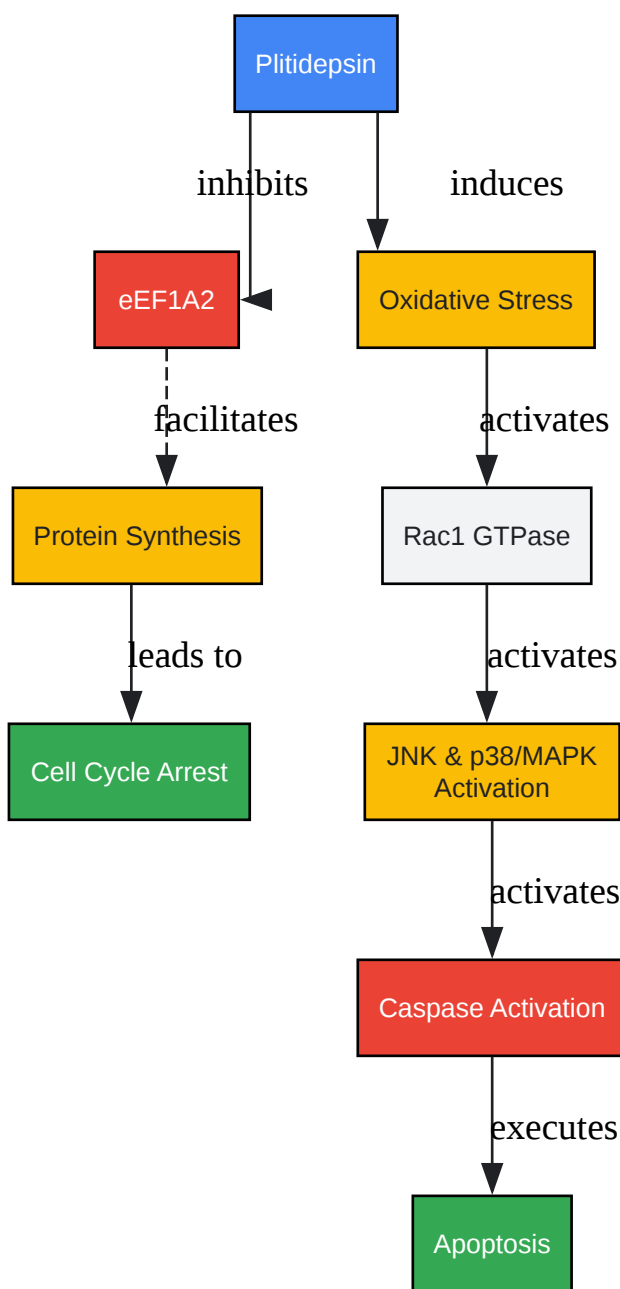 Plitidepsin
inhibits
induces
eEF1A2
Oxidative Stress
facilitates
activates
Protein Synthesis
Rac1 GTPase
leads to
activates
Cell Cycle Arrest
JNK & p38/MAPK
Activation
activates
Caspase Activation
executes
Apoptosis